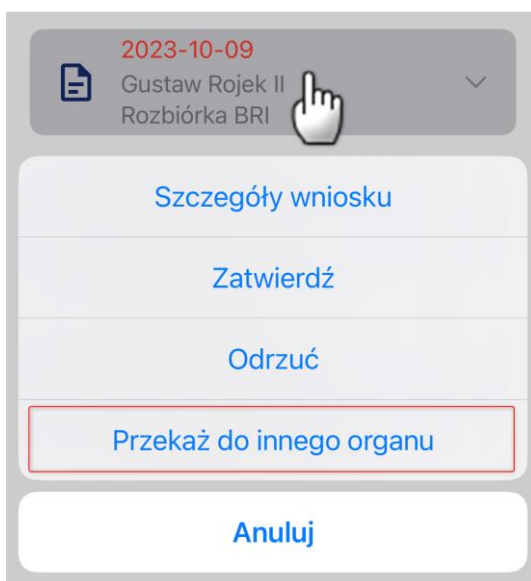 2023-10-09
Gustaw Rojek II
Rozbiórka BRI
Szczegóły wniosku
Zatwierdź
Odrzuć
Przekaż do innego organu
Anuluj